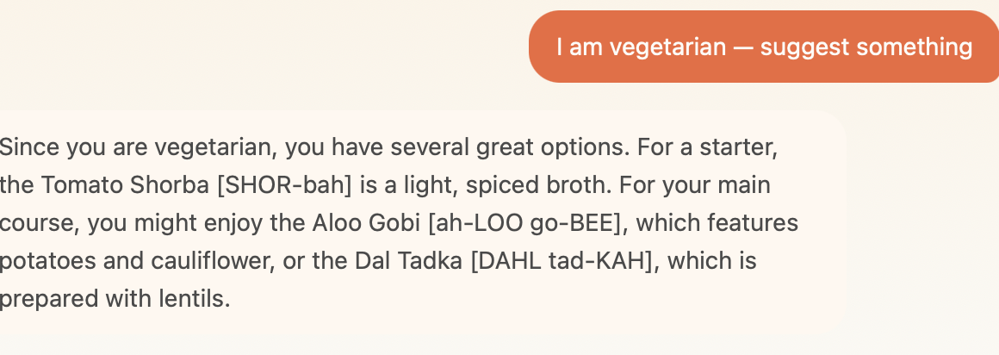 I am vegetarian — suggest something
Since you are vegetarian, you have several great options. For a starter,
the Tomato Shorba [SHOR-bah] is a light, spiced broth. For your main
course, you might enjoy the Aloo Gobi [ah-LOO go-BEE], which features
potatoes and cauliflower, or the Dal Tadka [DAHL tad-KAH], which is
prepared with lentils.